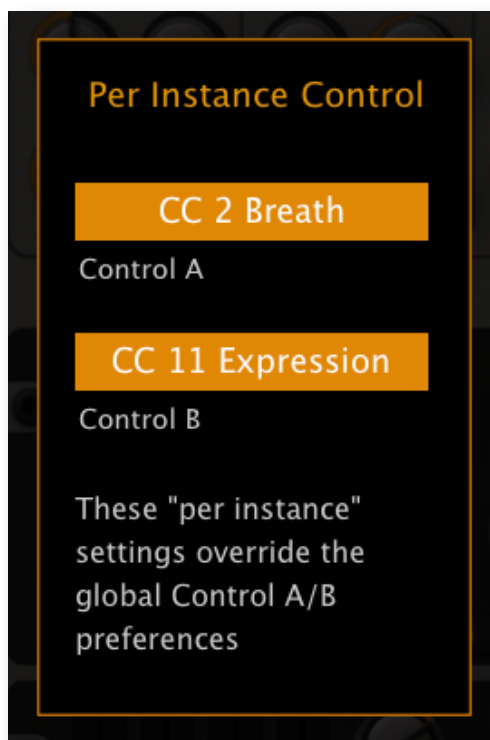 Per Instance Control
CC 2 Breath
Control A
CC 11 Expression
Control B
These "per instance"
settings override the
global Control A/B
preferences